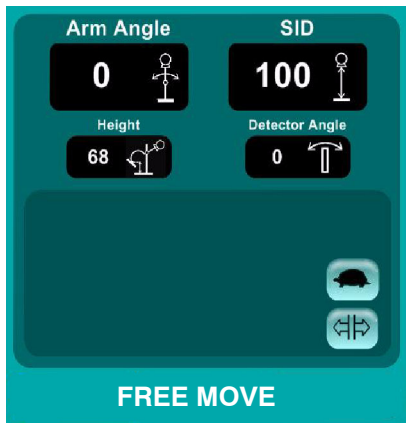 Arm Angle SID
0 100
Height Detector Angle
68 0
FREE MOVE